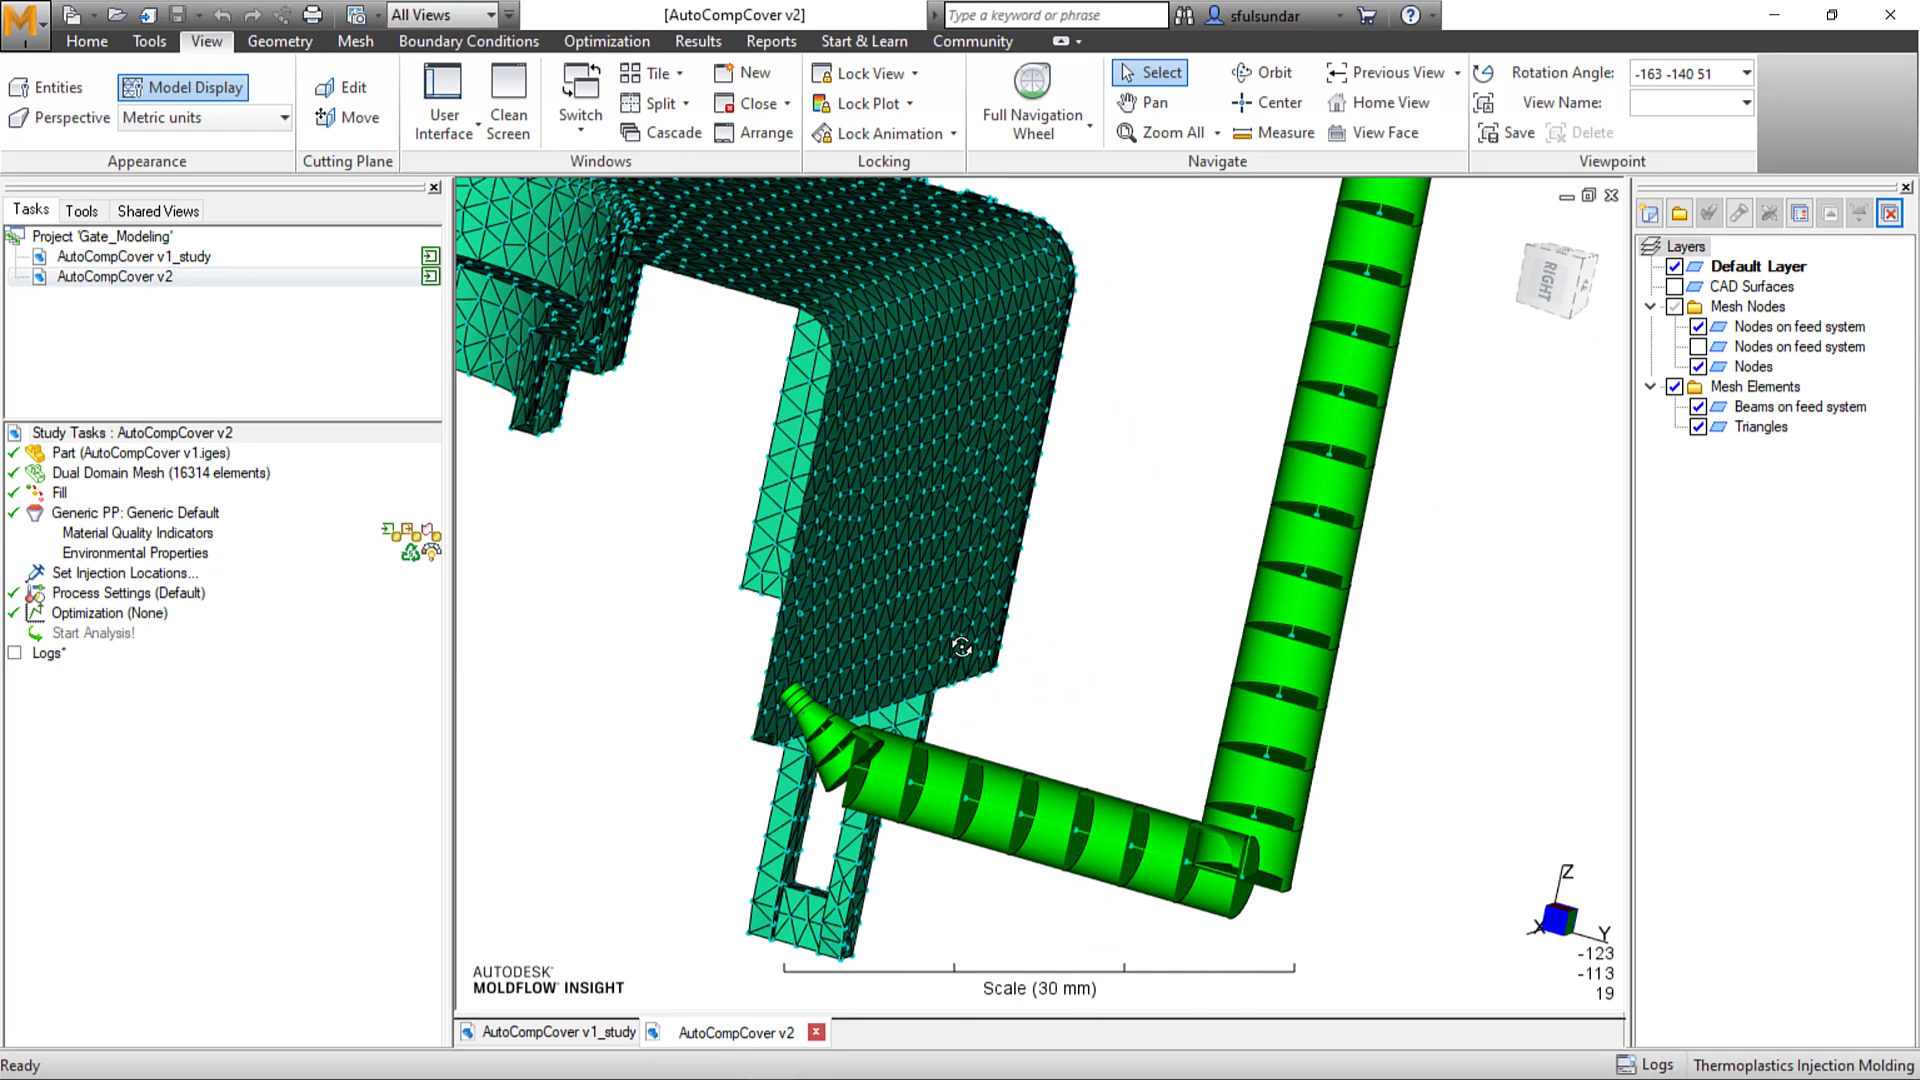 All Views
[AutoCompCover v2]
Type a keyword or phrase
sfulsundar
Home
Tools
View
Geometry
Mesh
Boundary Conditions
Optimization
Results
Reports
Start & Learn
Community
Entities
Model Display
Perspective
Metric units
Appearance
Edit
Move
Cutting Plane
User Interface
Clean Screen
Switch
Tile
Split
Cascade
New
Close
Arrange
Windows
Lock View
Lock Plot
Lock Animation
Locking
Full Navigation Wheel
Select
Pan
Zoom All
Orbit
Center
Measure
Previous View
Home View
View Face
Navigate
Rotation Angle: -163 -140 51
View Name:
Save
Delete
Viewpoint
Tasks
Tools
Shared Views
Project 'Gate_Modeling'
AutoCompCover v1_study
AutoCompCover v2
Study Tasks : AutoCompCover v2
Part (AutoCompCover v1.iges)
Dual Domain Mesh (16314 elements)
Fill
Generic PP: Generic Default
Material Quality Indicators
Environmental Properties
Set Injection Locations...
Process Settings (Default)
Optimization (None)
Start Analysis!
Logs*
RIGHT
Z
X
Y
-123
-113
19
AUTODESK®
MOLDFLOW® INSIGHT
Scale (30 mm)
AutoCompCover v1_study
AutoCompCover v2
Layers
Default Layer
CAD Surfaces
Mesh Nodes
Nodes on feed system
Nodes on feed system
Nodes
Mesh Elements
Beams on feed system
Triangles
Ready
Logs
Thermoplastics Injection Molding